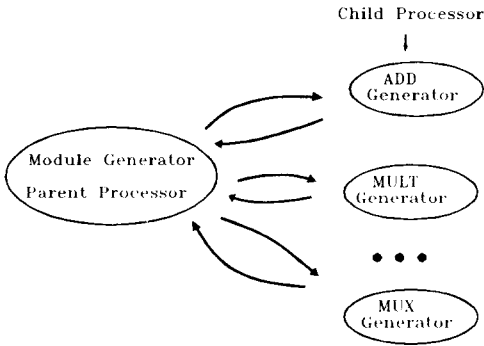 Child Processor
ADD
Generator
Module Generator
Parent Processor
MULT
Generator
MUX
Generator